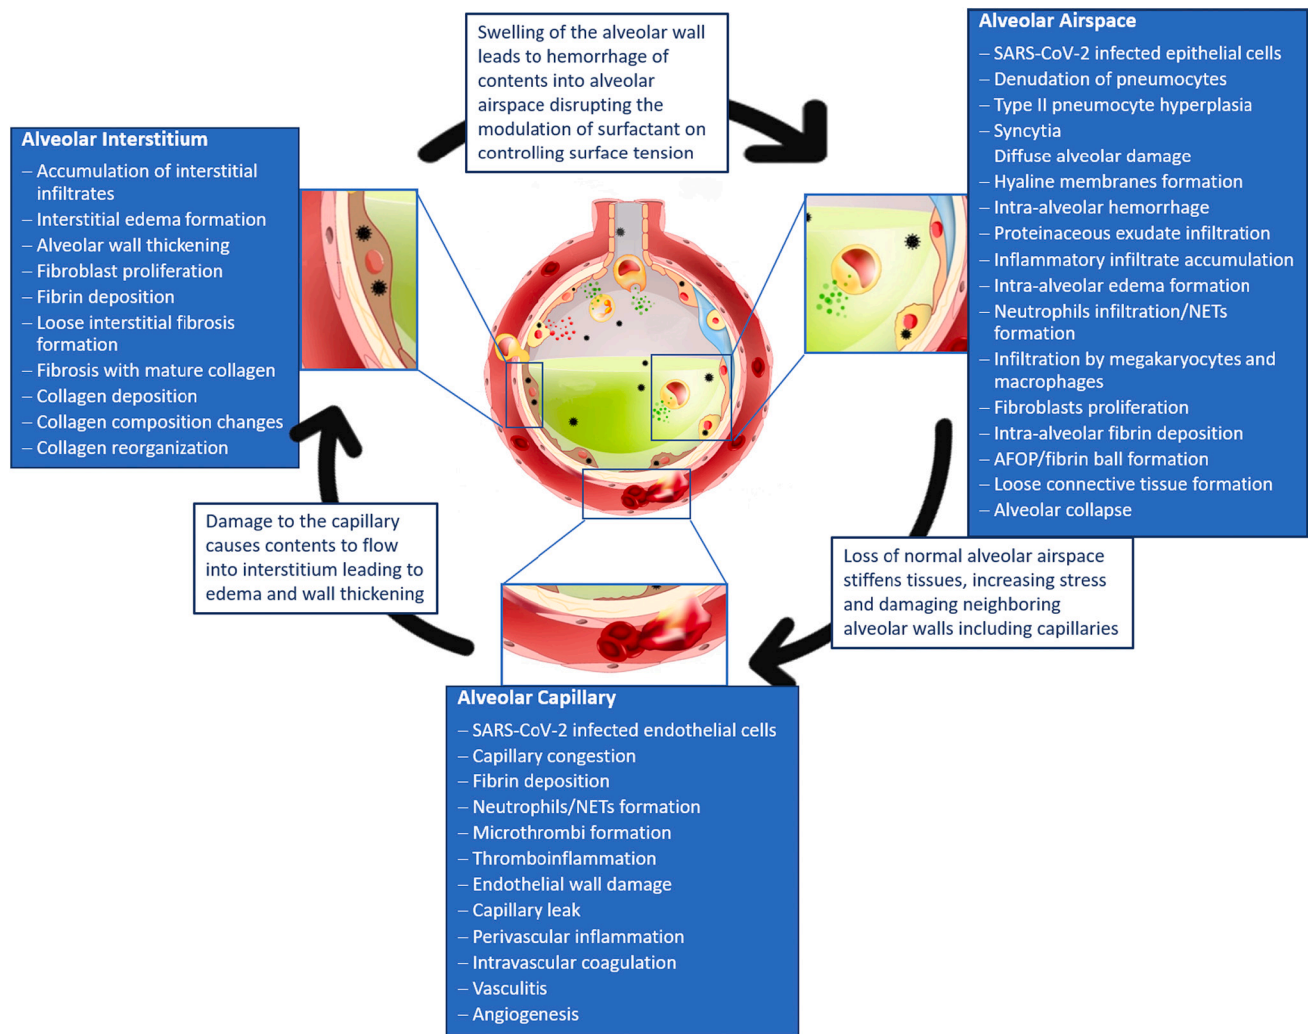 Swelling of the alveolar wall
leads to hemorrhage of
contents into alveolar
airspace disrupting the
modulation of surfactant on
controlling surface tension
Alveolar Airspace
– SARS-CoV-2 infected epithelial cells
– Denudation of pneumocytes
– Type II pneumocyte hyperplasia
– Syncytia
Diffuse alveolar damage
– Hyaline membranes formation
– Intra-alveolar hemorrhage
– Proteinaceous exudate infiltration
– Inflammatory infiltrate accumulation
– Intra-alveolar edema formation
– Neutrophils infiltration/NETs
formation
– Infiltration by megakaryocytes and
macrophages
– Fibroblasts proliferation
– Intra-alveolar fibrin deposition
– AFOP/fibrin ball formation
– Loose connective tissue formation
– Alveolar collapse
Alveolar Interstitium
– Accumulation of interstitial
infiltrates
– Interstitial edema formation
– Alveolar wall thickening
– Fibroblast proliferation
– Fibrin deposition
– Loose interstitial fibrosis
formation
– Fibrosis with mature collagen
– Collagen deposition
– Collagen composition changes
– Collagen reorganization
Damage to the capillary
causes contents to flow
into interstitium leading to
edema and wall thickening
Loss of normal alveolar airspace
stiffens tissues, increasing stress
and damaging neighboring
alveolar walls including capillaries
Alveolar Capillary
– SARS-CoV-2 infected endothelial cells
– Capillary congestion
– Fibrin deposition
– Neutrophils/NETs formation
– Microthrombi formation
– Thromboinflammation
– Endothelial wall damage
– Capillary leak
– Perivascular inflammation
– Intravascular coagulation
– Vasculitis
– Angiogenesis